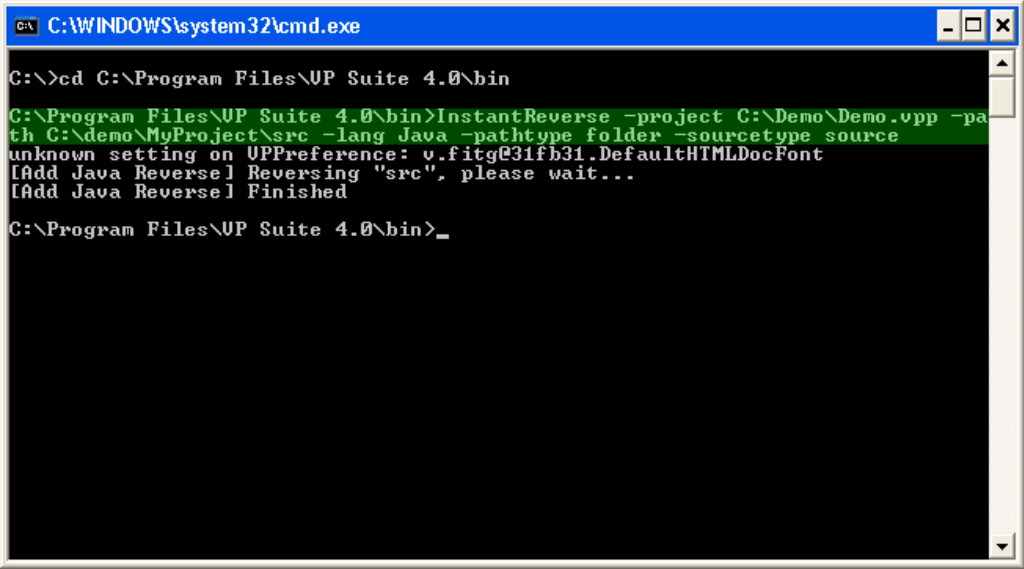 C:\WINDOWS\system32\cmd.exe
C:\>cd C:\Program Files\VP Suite 4.0\bin
C:\Program Files\VP Suite 4.0\bin>InstantReverse -project C:\Demo\Demo.vpp -pa
th C:\demo\MyProject\src -lang Java -pathtype folder -sourcetype source
unknown setting on VPPreference: v.fitg@31fb31.DefaultHTMLDocFont
[Add Java Reverse] Reversing "src", please wait...
[Add Java Reverse] Finished
C:\Program Files\VP Suite 4.0\bin>_